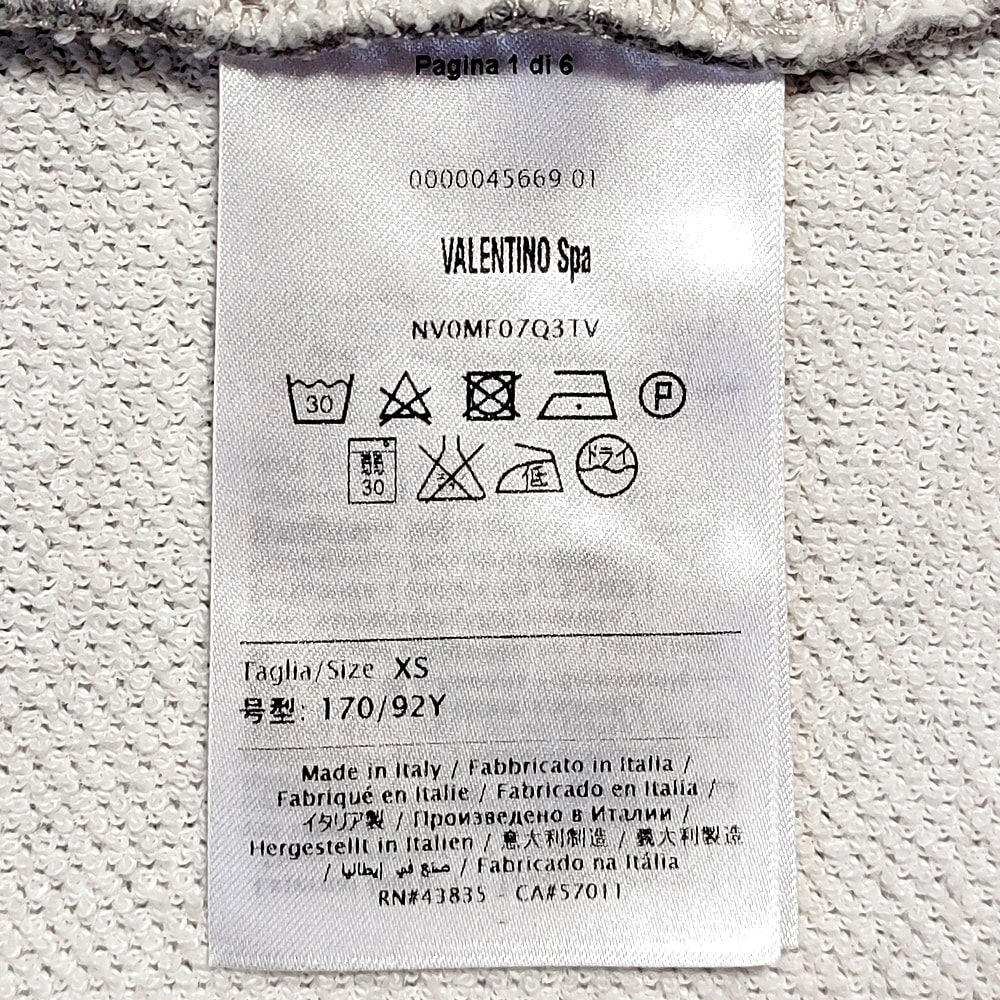 Pagina 1 di 6
0000045669 01
VALENTINO Spa
NV0MF07Q3TV
30 P
弱 30 低 ドライ
Taglia/Size XS
号型: 170/92Y
Made in Italy / Fabbricato in Italia /
Fabriqué en Italie / Fabricado en Italia /
イタリア製 / Произведено в Италии /
Hergestellt in Italien / 意大利制造 / 義大利製造
/ صنع في إيطاليا / Fabricado na Itália
RN#43835 - CA#57011